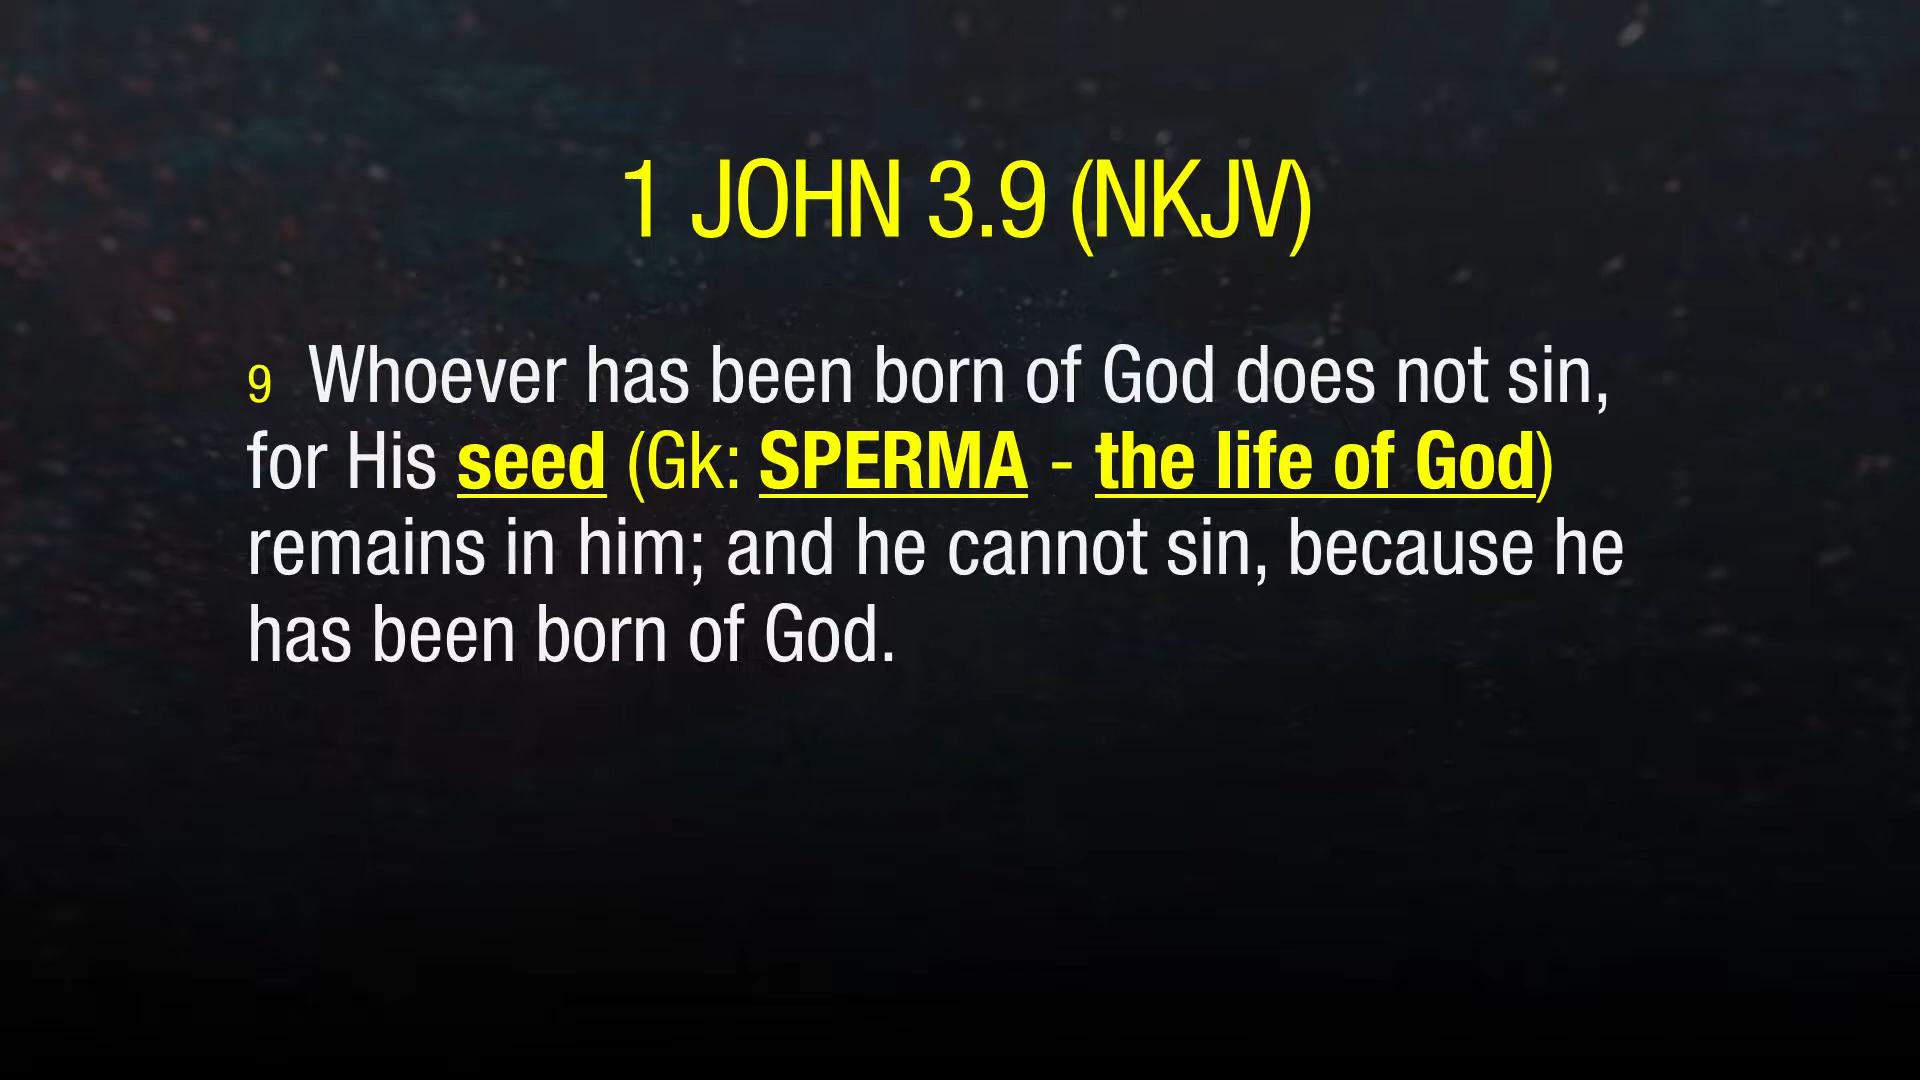 1 JOHN 3.9 (NKJV)
9 Whoever has been born of God does not sin,
for His seed (Gk: SPERMA - the life of God)
remains in him; and he cannot sin, because he
has been born of God.